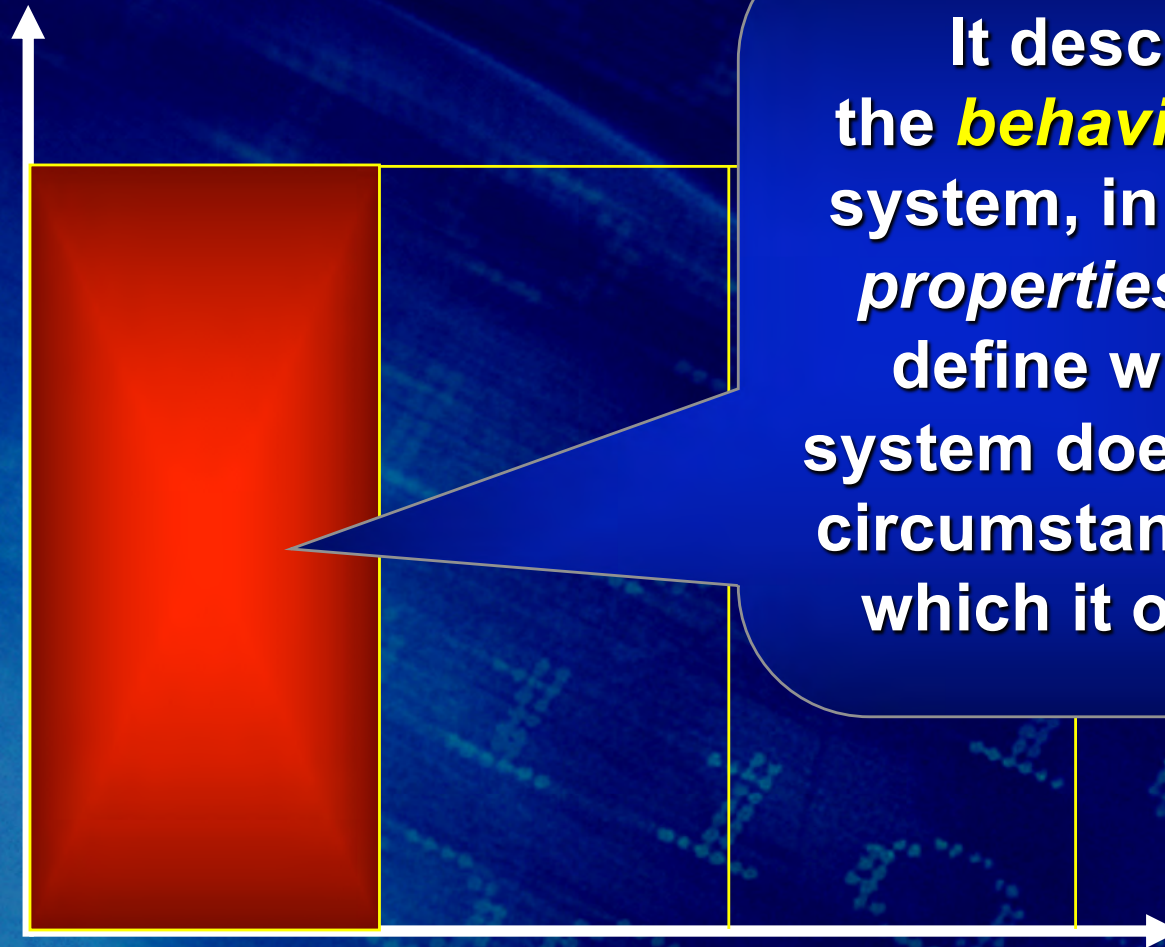 It desc
the behavi
system, in
properties
define w
system doe
circumstan
which it o